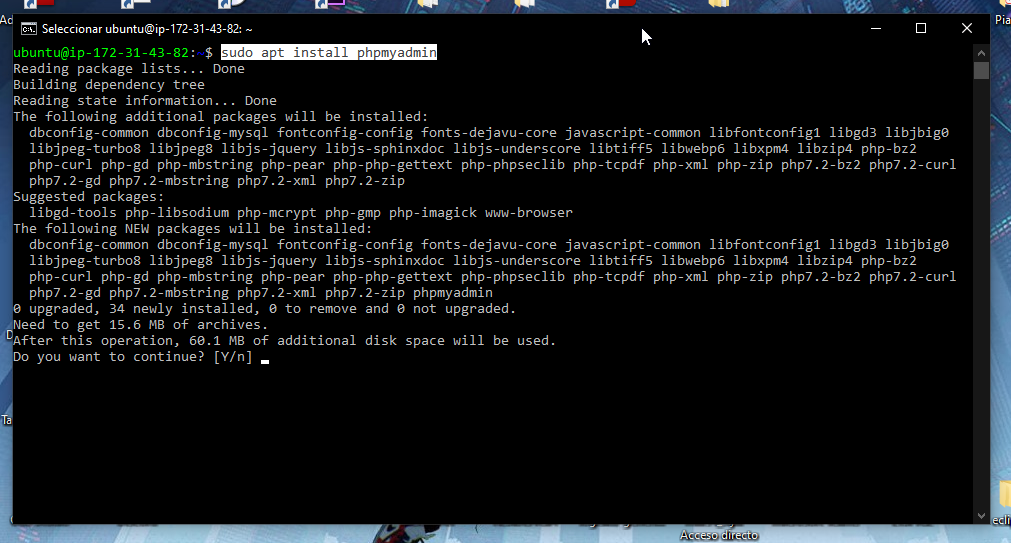 Ad
Pia
Seleccionar ubuntu@ip-172-31-43-82: ~
ubuntu@ip-172-31-43-82:~$ sudo apt install phpmyadmin
Reading package lists... Done
Building dependency tree
Reading state information... Done
The following additional packages will be installed:
  dbconfig-common dbconfig-mysql fontconfig-config fonts-dejavu-core javascript-common libfontconfig1 libgd3 libjbig0
  libjpeg-turbo8 libjpeg8 libjs-jquery libjs-sphinxdoc libjs-underscore libtiff5 libwebp6 libxpm4 libzip4 php-bz2
  php-curl php-gd php-mbstring php-pear php-php-gettext php-phpseclib php-tcpdf php-xml php-zip php7.2-bz2 php7.2-curl
  php7.2-gd php7.2-mbstring php7.2-xml php7.2-zip
Suggested packages:
  libgd-tools php-libsodium php-mcrypt php-gmp php-imagick www-browser
The following NEW packages will be installed:
  dbconfig-common dbconfig-mysql fontconfig-config fonts-dejavu-core javascript-common libfontconfig1 libgd3 libjbig0
  libjpeg-turbo8 libjpeg8 libjs-jquery libjs-sphinxdoc libjs-underscore libtiff5 libwebp6 libxpm4 libzip4 php-bz2
  php-curl php-gd php-mbstring php-pear php-php-gettext php-phpseclib php-tcpdf php-xml php-zip php7.2-bz2 php7.2-curl
  php7.2-gd php7.2-mbstring php7.2-xml php7.2-zip phpmyadmin
0 upgraded, 34 newly installed, 0 to remove and 0 not upgraded.
Need to get 15.6 MB of archives.
After this operation, 60.1 MB of additional disk space will be used.
Do you want to continue? [Y/n]
Ta
ecli
Acceso directo